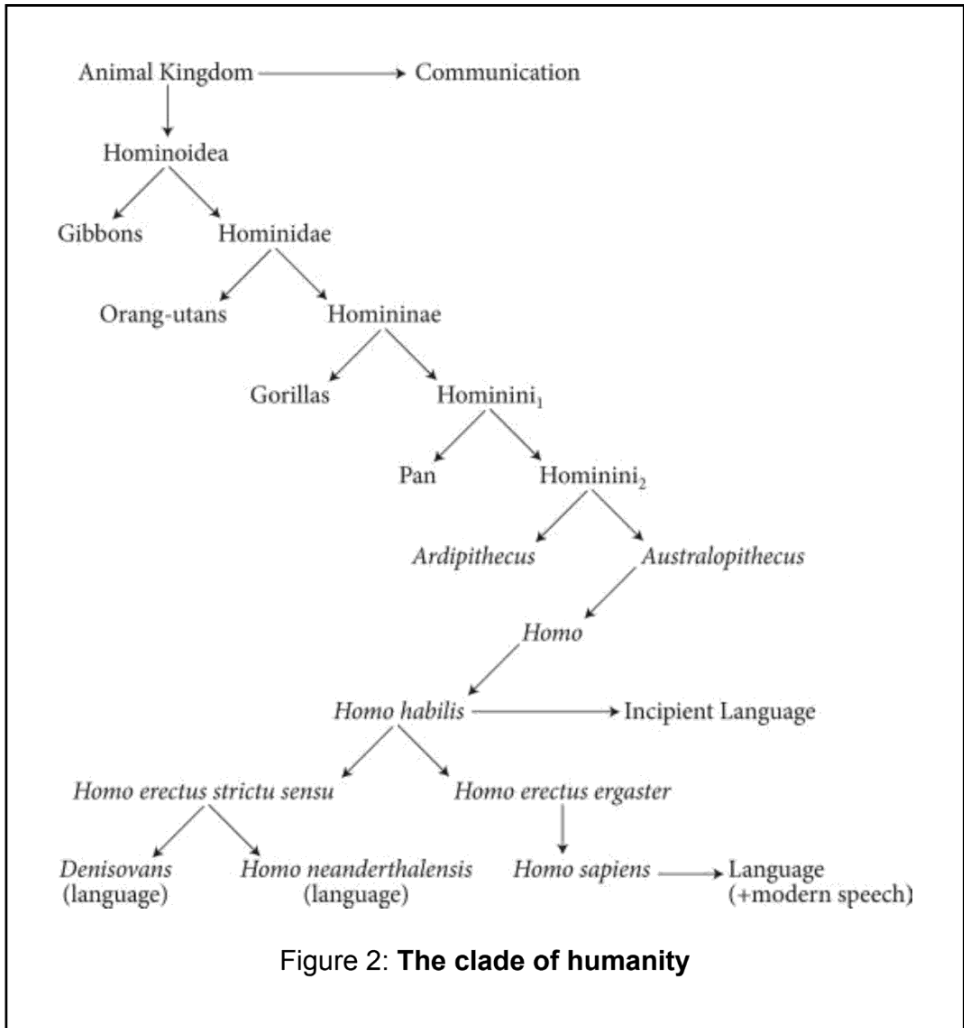 Animal Kingdom Communication
Hominoidea
Gibbons Hominidae
Orang-utans Homininae
Gorillas Hominini₁
Pan Hominini₂
Ardipithecus Australopithecus
Homo
Homo habilis Incipient Language
Homo erectus strictu sensu Homo erectus ergaster
Denisovans Homo neanderthalensis Homo sapiens Language
(language) (language) (+modern speech)
Figure 2: The clade of humanity